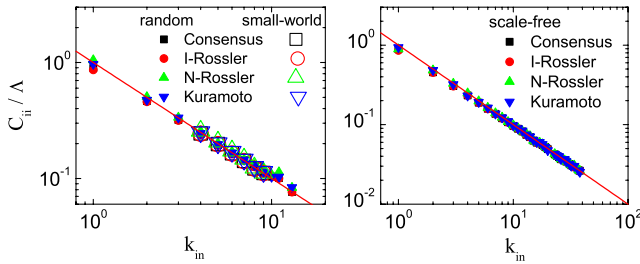 random small-world
Consensus
I-Rossler
N-Rossler
Kuramoto
C_ii / Λ
10^0
10^-1
10^0
10^1
k_in
scale-free
Consensus
I-Rossler
N-Rossler
Kuramoto
10^0
10^-1
10^-2
10^0
10^1
10^2
k_in